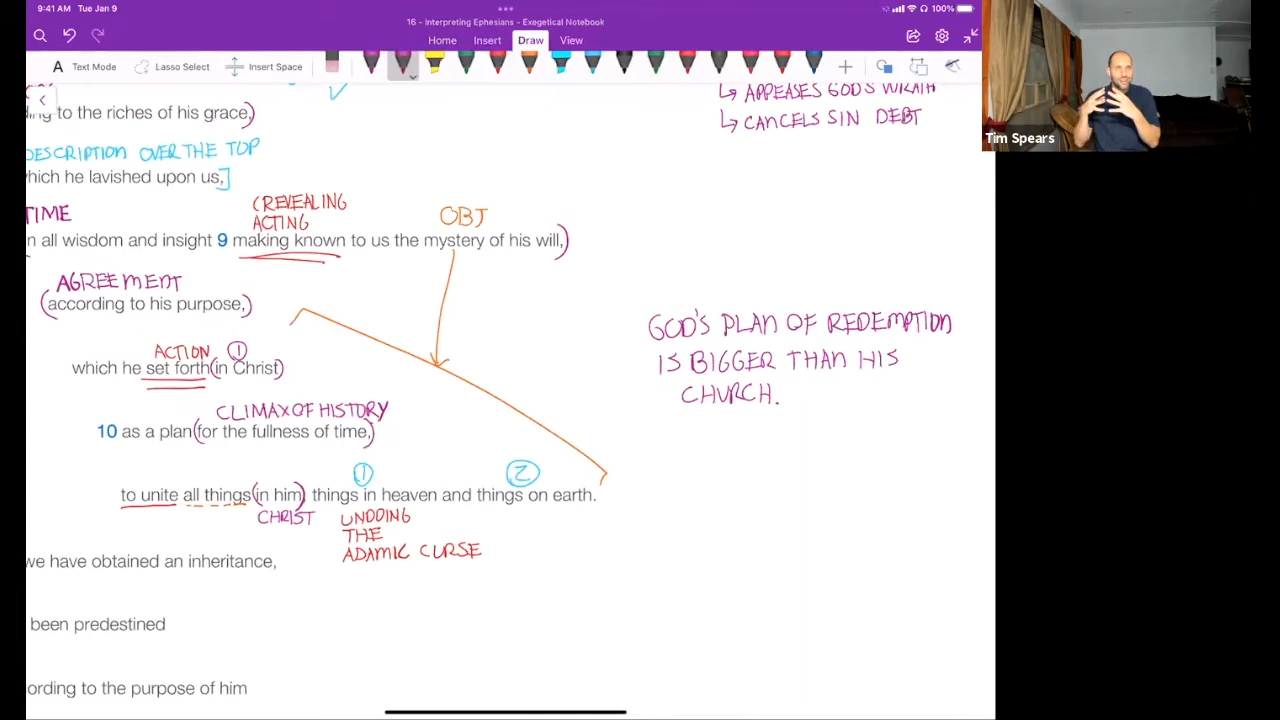 9:41 AM Tue Jan 9
100%
16 - Interpreting Ephesians - Exegetical Notebook
Home Insert Draw View
Text Mode Lasso Select Insert Space
to the riches of his grace,)
↳ APPEASES GOD'S WRATH
↳ CANCELS SIN DEBT
Tim Spears
DESCRIPTION OVER THE TOP
which he lavished upon us,]
TIME
(REVEALING
ACTING
OBJ
in all wisdom and insight 9 making known to us the mystery of his will,)
AGREEMENT
(according to his purpose,)
GOD'S PLAN OF REDEMPTION
IS BIGGER THAN HIS
CHURCH.
ACTION 1
which he set forth (in Christ)
CLIMAX OF HISTORY
10 as a plan (for the fullness of time,)
1 2
to unite all things (in him) things in heaven and things on earth.
CHRIST
UNDOING
THE
ADAMIC CURSE
we have obtained an inheritance,
been predestined
ording to the purpose of him